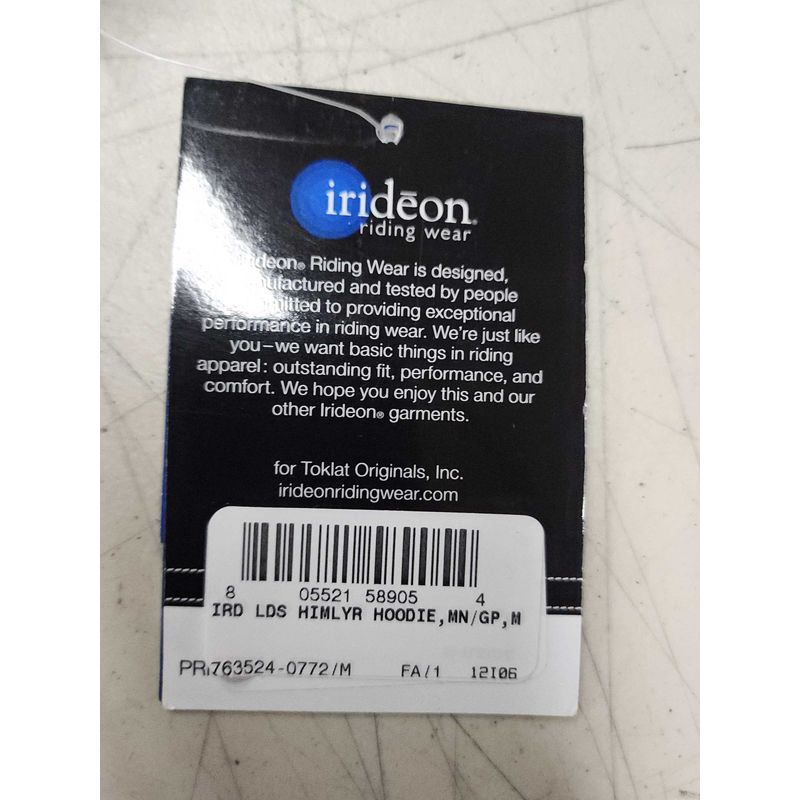 iridēon®
riding wear
Riding Wear is designed,
and tested by people
to providing exceptional
performance in riding wear. We're just like
you–we want basic things in riding
apparel: outstanding fit, performance, and
comfort. We hope you enjoy this and our
other Irideon® garments.
for Toklat Originals, Inc.
irideonridingwear.com
8 05521 58905 4
IRD LDS HIMLYR HOODIE,MN/GP,M
763524-0772/M FA/1 12I06